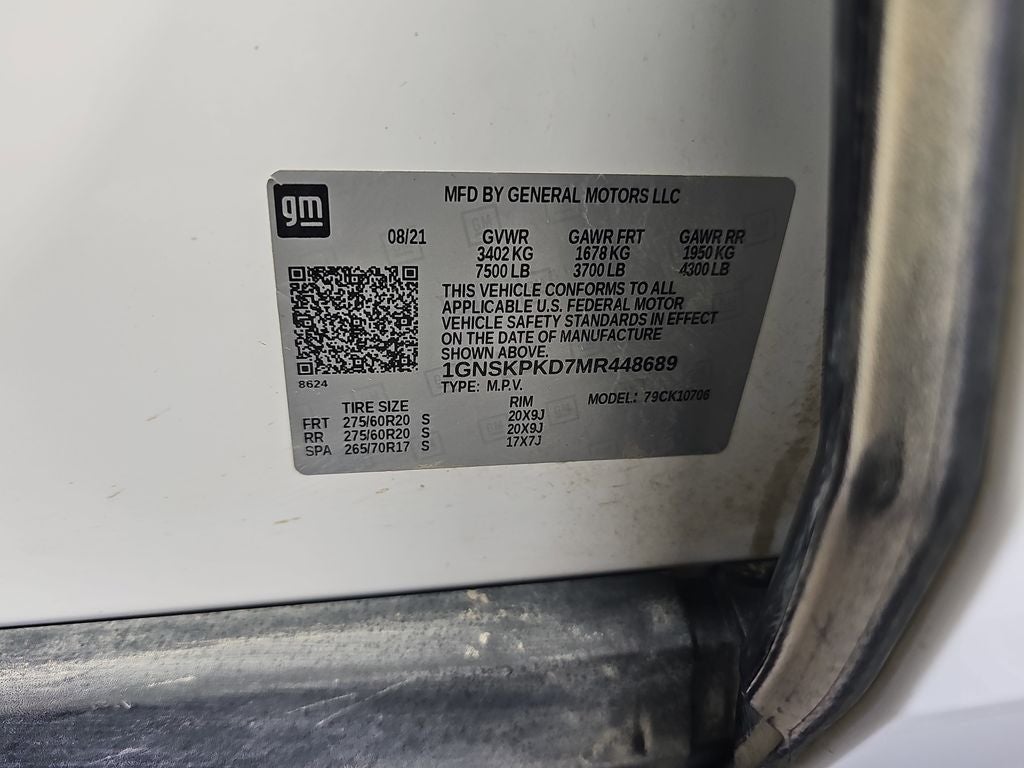 gm
MFD BY GENERAL MOTORS LLC
08/21 GVWR GAWR FRT GAWR RR
3402 KG 1678 KG 1950 KG
7500 LB 3700 LB 4300 LB
THIS VEHICLE CONFORMS TO ALL
APPLICABLE U.S. FEDERAL MOTOR
VEHICLE SAFETY STANDARDS IN EFFECT
ON THE DATE OF MANUFACTURE
SHOWN ABOVE.
1GNSKPKD7MR448689
8624
TYPE: M.P.V. MODEL: 79CK10706
TIRE SIZE RIM
FRT 275/60R20 S 20X9J
RR 275/60R20 S 20X9J
SPA 265/70R17 S 17X7J